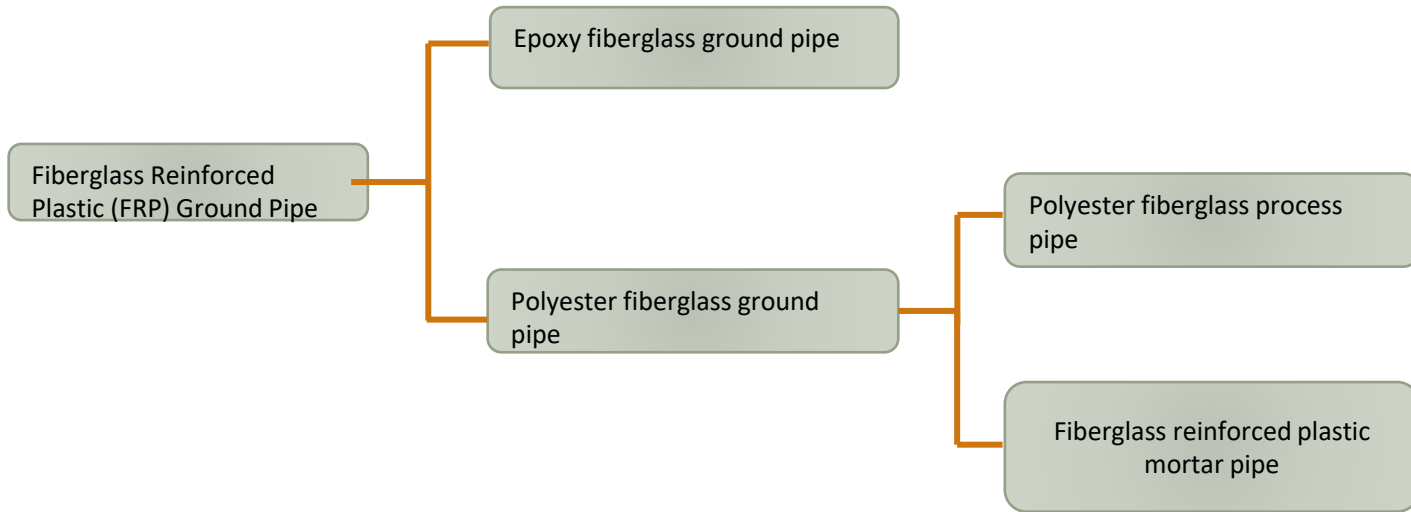 Epoxy fiberglass ground pipe
Fiberglass Reinforced
Plastic (FRP) Ground Pipe
Polyester fiberglass process
pipe
Polyester fiberglass ground
pipe
Fiberglass reinforced plastic
mortar pipe